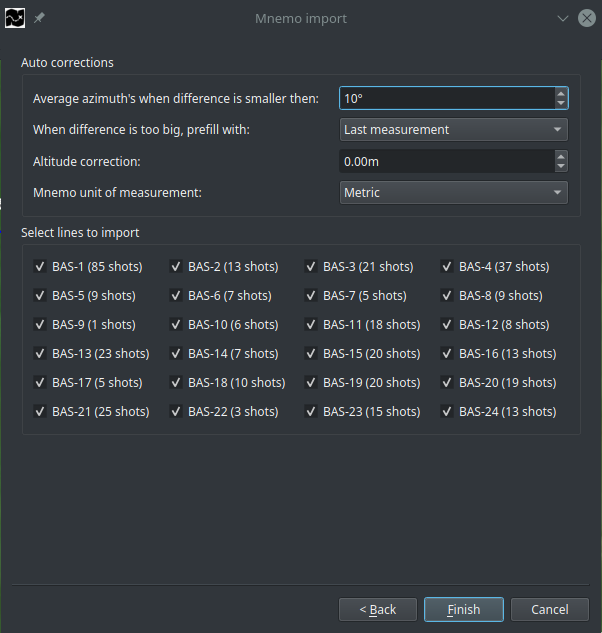 Mnemo import
Auto corrections
Average azimuth's when difference is smaller then: 10°
When difference is too big, prefill with: Last measurement
Altitude correction: 0.00m
Mnemo unit of measurement: Metric
Select lines to import
BAS-1 (85 shots) BAS-2 (13 shots) BAS-3 (21 shots) BAS-4 (37 shots)
BAS-5 (9 shots) BAS-6 (7 shots) BAS-7 (5 shots) BAS-8 (9 shots)
BAS-9 (1 shots) BAS-10 (6 shots) BAS-11 (18 shots) BAS-12 (8 shots)
BAS-13 (23 shots) BAS-14 (7 shots) BAS-15 (20 shots) BAS-16 (13 shots)
BAS-17 (5 shots) BAS-18 (10 shots) BAS-19 (20 shots) BAS-20 (19 shots)
BAS-21 (25 shots) BAS-22 (3 shots) BAS-23 (15 shots) BAS-24 (13 shots)
< Back Finish Cancel